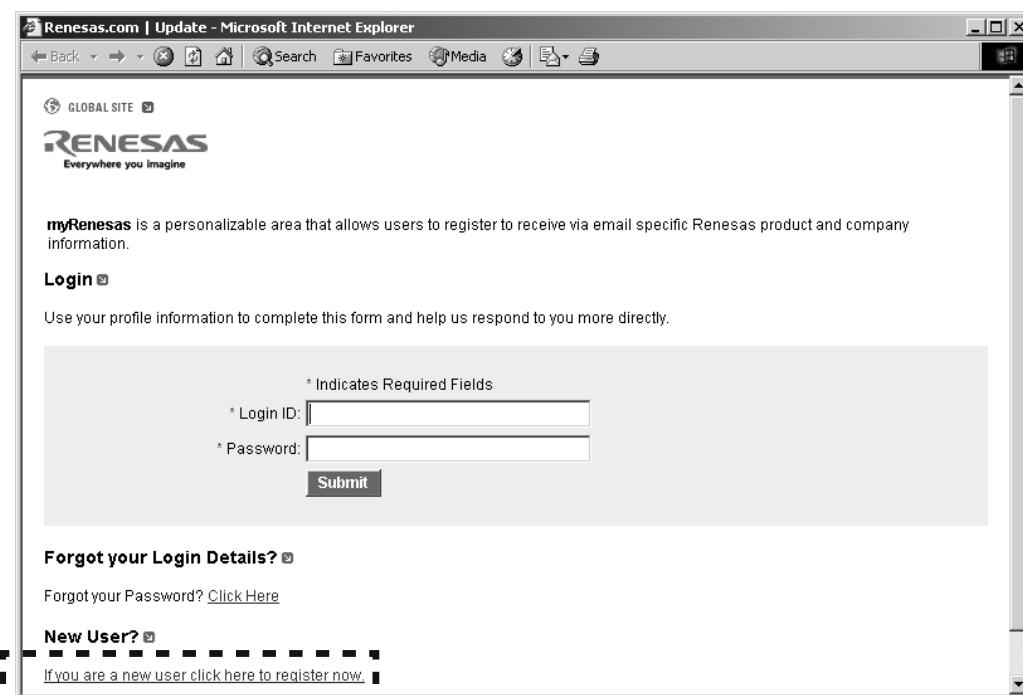 Renesas.com | Update - Microsoft Internet Explorer
Back Search Favorites Media
GLOBAL SITE
RENESAS
Everywhere you imagine
myRenesas is a personalizable area that allows users to register to receive via email specific Renesas product and company
information.
Login
Use your profile information to complete this form and help us respond to you more directly.
* Indicates Required Fields
* Login ID:
* Password:
Submit
Forgot your Login Details?
Forgot your Password? Click Here
New User?
If you are a new user click here to register now.